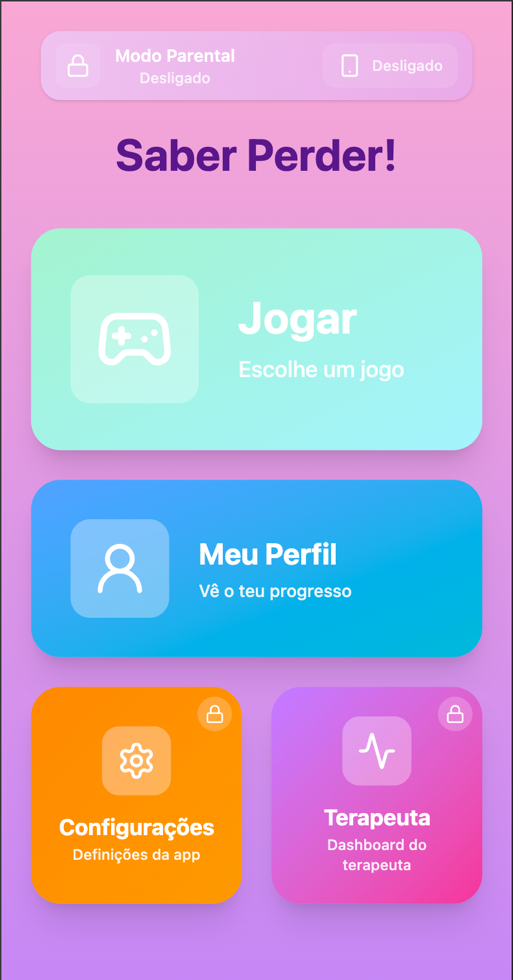 Modo Parental
Desligado
Desligado
Saber Perder!
Jogar
Escolhe um jogo
Meu Perfil
Vê o teu progresso
Configurações
Definições da app
Terapeuta
Dashboard do
terapeuta